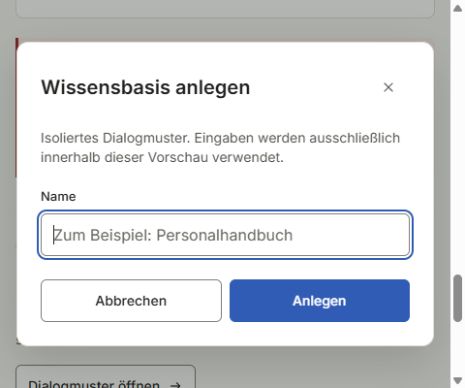 Wissensbasis anlegen
Isoliertes Dialogmuster. Eingaben werden ausschließlich
innerhalb dieser Vorschau verwendet.
Name
Zum Beispiel: Personalhandbuch
Abbrechen
Anlegen
Dialogmuster öffnen →